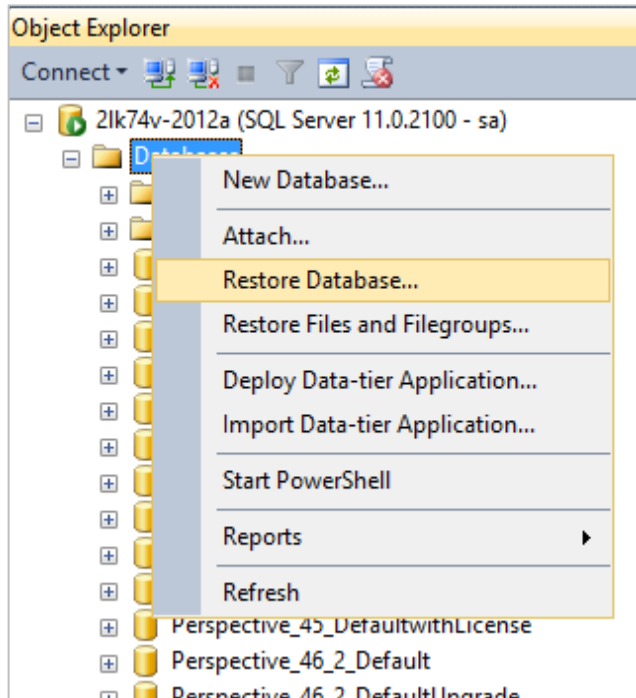 Object Explorer
Connect
2lk74v-2012a (SQL Server 11.0.2100 - sa)
Databases
New Database...
Attach...
Restore Database...
Restore Files and Filegroups...
Deploy Data-tier Application...
Import Data-tier Application...
Start PowerShell
Reports
Refresh
Perspective_45_DefaultwithLicense
Perspective_46_2_Default
Perspective_46_2_DefaultUpgrade